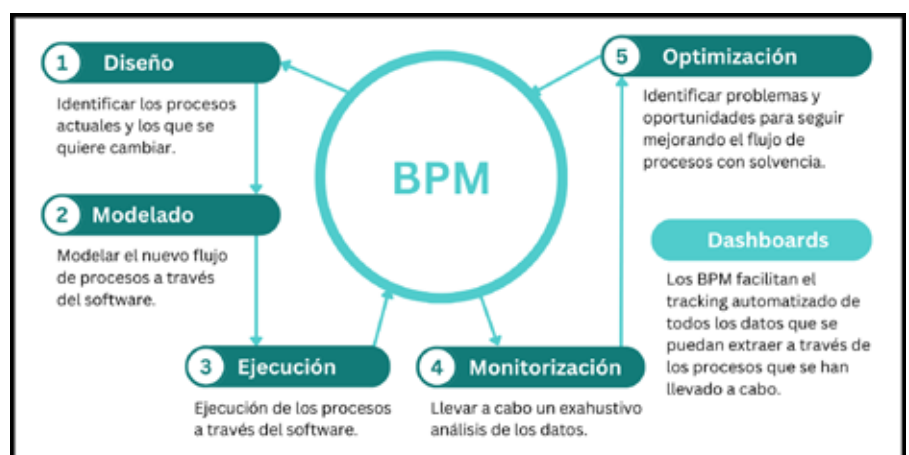 1 Diseño
Identificar los procesos
actuales y los que se
quiere cambiar.
2 Modelado
Modelar el nuevo flujo
de procesos a través
del software.
3 Ejecución
Ejecución de los procesos
a través del software.
BPM
4 Monitorización
Llevar a cabo un exahustivo
análisis de los datos.
5 Optimización
Identificar problemas y
oportunidades para seguir
mejorando el flujo de
procesos con solvencia.
Dashboards
Los BPM facilitan el
tracking automatizado de
todos los datos que se
puedan extraer a través de
los procesos que se han
llevado a cabo.